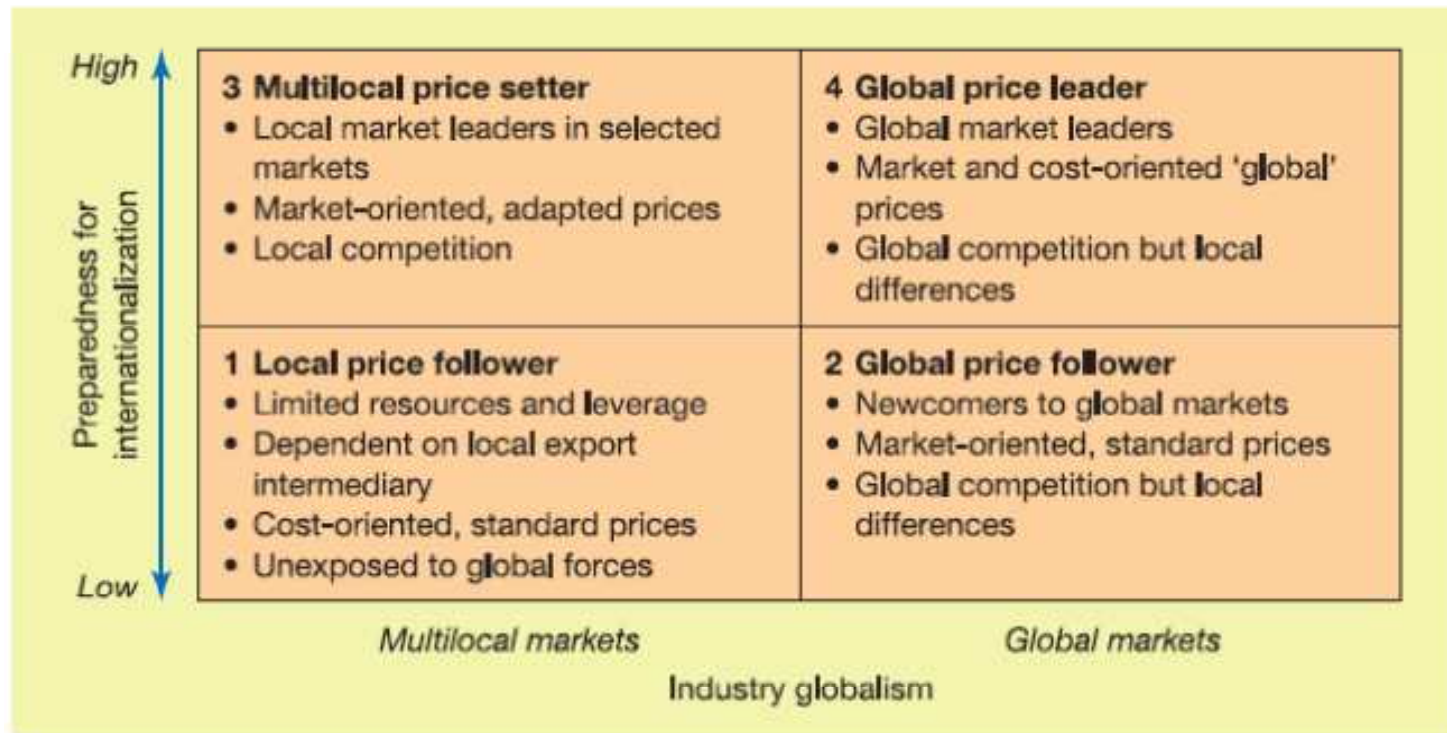 High
3 Multilocal price setter
• Local market leaders in selected
markets
• Market-oriented, adapted prices
• Local competition
4 Global price leader
• Global market leaders
• Market and cost-oriented ‘global’
prices
• Global competition but local
differences
Preparedness for
internationalization
1 Local price follower
• Limited resources and leverage
• Dependent on local export
intermediary
• Cost-oriented, standard prices
• Unexposed to global forces
2 Global price follower
• Newcomers to global markets
• Market-oriented, standard prices
• Global competition but local
differences
Low
Multilocal markets
Global markets
Industry globalism